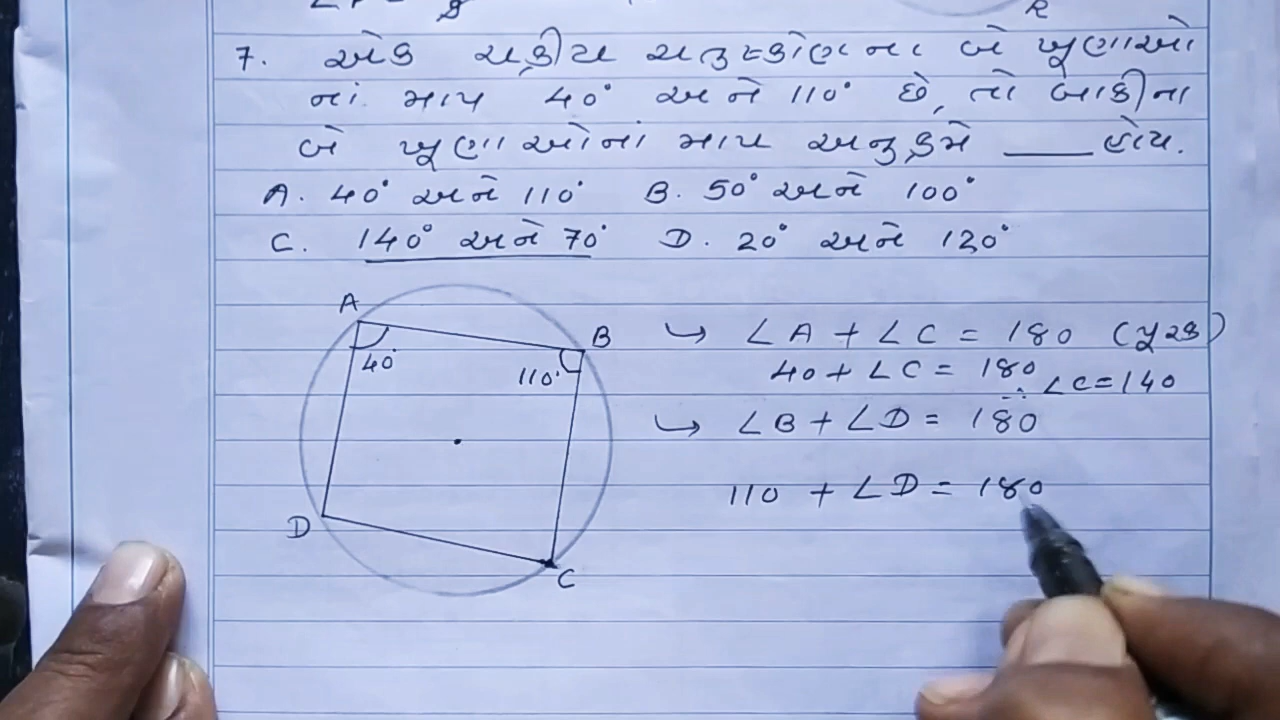 R
7. એક ચક્રીય ચતુષ્કોણના બે ખૂણાઓ
નાં માપ 40° અને 110° છે, તો બાકીના
બે ખૂણાઓનાં માપ અનુક્રમે ____ હોય.
A. 40° અને 110° B. 50° અને 100°
C. 140° અને 70° D. 20° અને 120°
A
B
40°
110°
D
C
↪ ∠A + ∠C = 180 (પૂરક)
40 + ∠C = 180
∴ ∠C = 140
↪ ∠B + ∠D = 180
110 + ∠D = 180